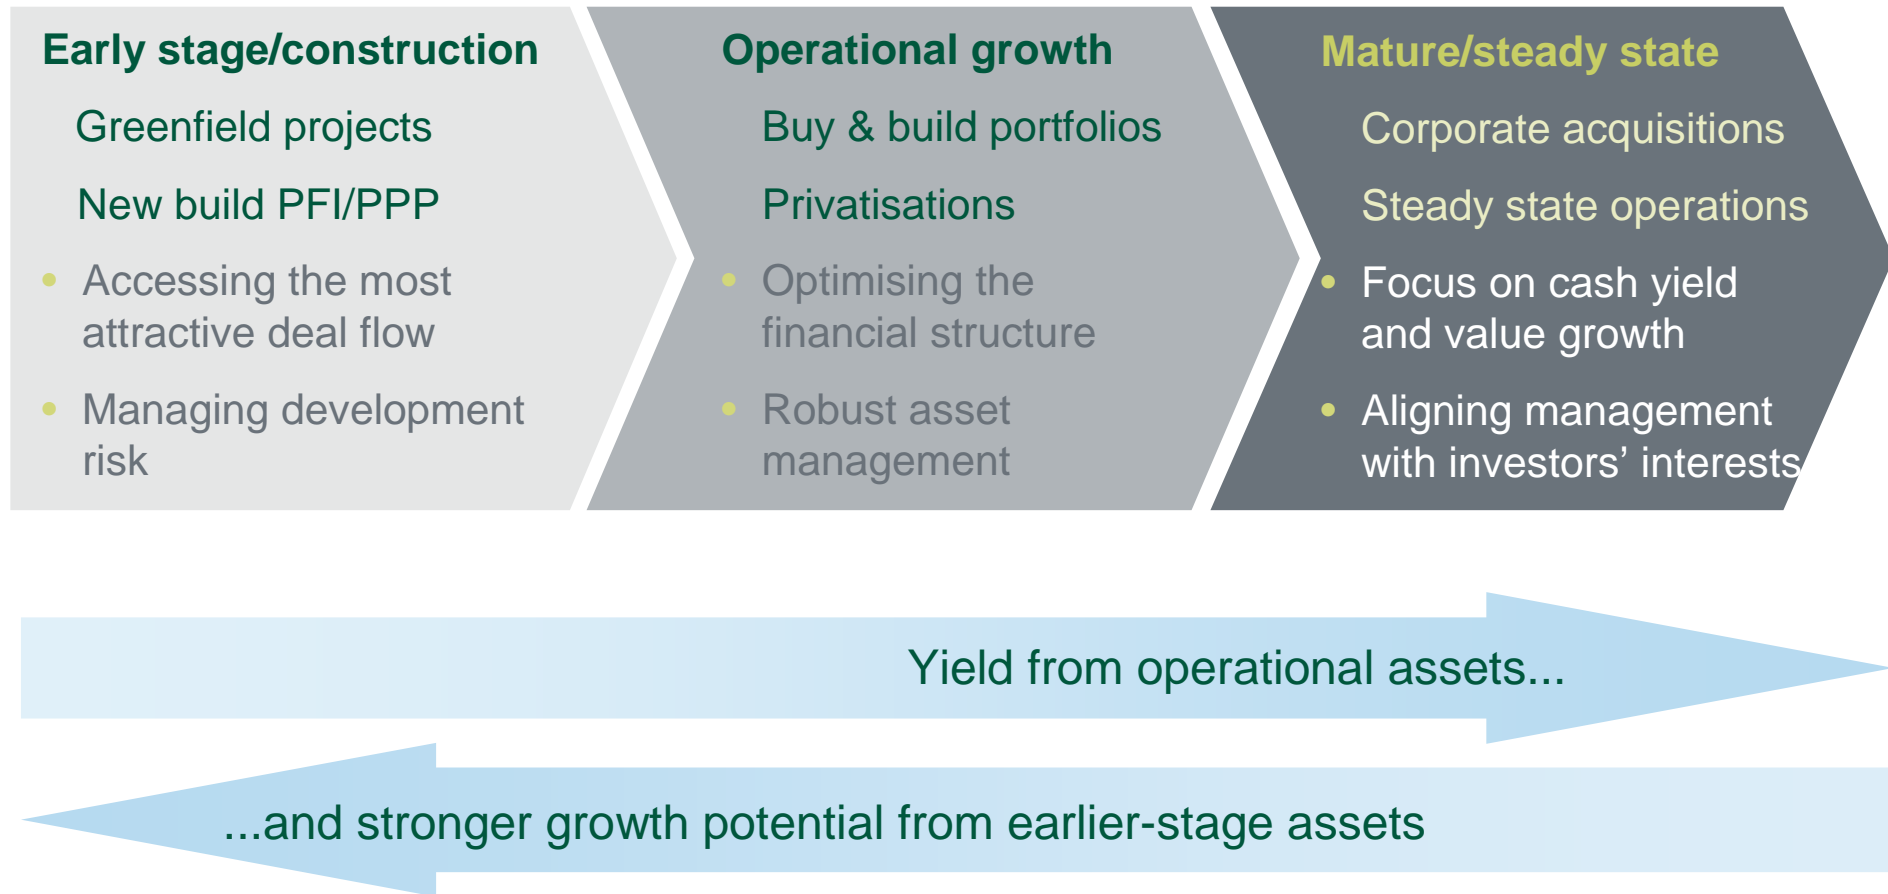 Early stage/construction
Greenfield projects
New build PFI/PPP
• Accessing the most
attractive deal flow
• Managing development
risk
Operational growth
Buy & build portfolios
Privatisations
• Optimising the
financial structure
• Robust asset
management
Mature/steady state
Corporate acquisitions
Steady state operations
• Focus on cash yield
and value growth
• Aligning management
with investors’ interests
Yield from operational assets...
...and stronger growth potential from earlier-stage assets